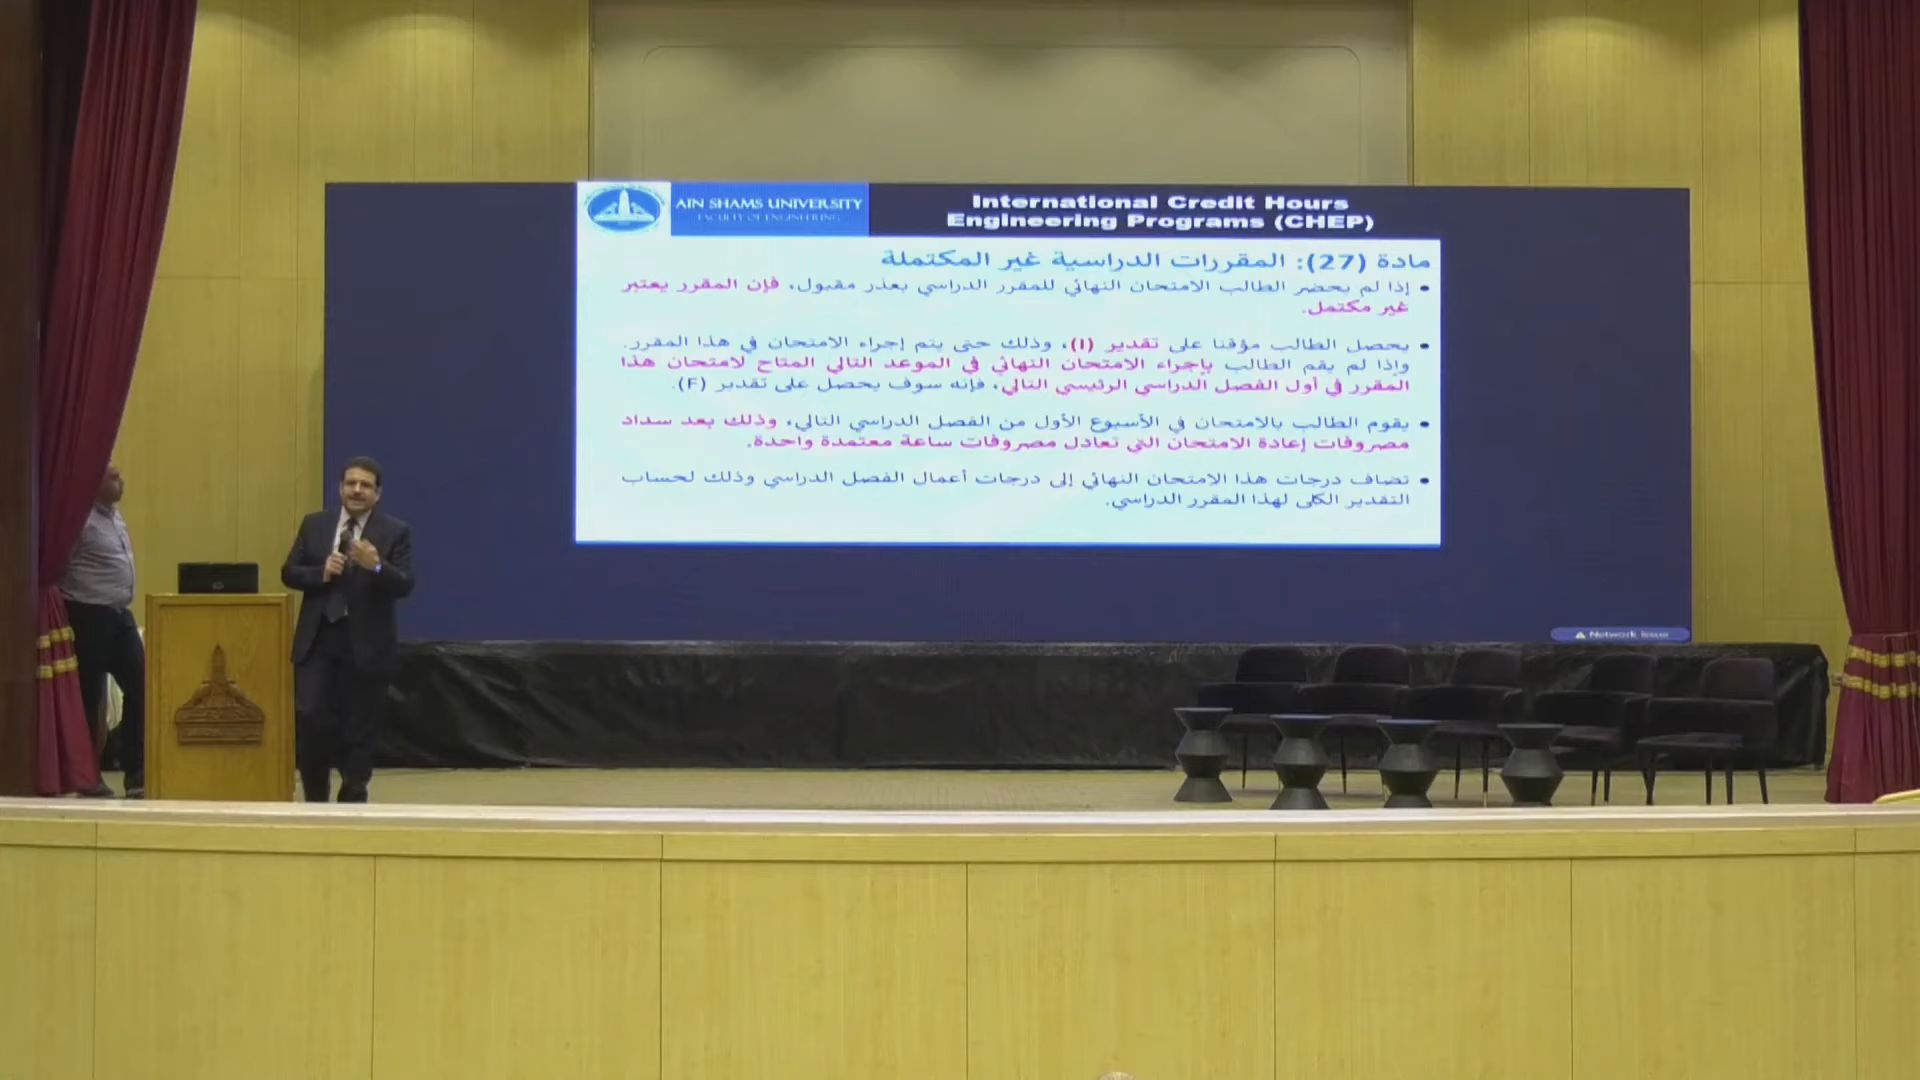 AIN SHAMS UNIVERSITY
FACULTY OF ENGINEERING
International Credit Hours
Engineering Programs (CHEP)
مادة (27): المقررات الدراسية غير المكتملة
• إذا لم يحضر الطالب الامتحان النهائي للمقرر الدراسي بعذر مقبول، فإن المقرر يعتبر
غير مكتمل.
• يحصل الطالب مؤقتا على تقدير (I)، وذلك حتى يتم إجراء الامتحان في هذا المقرر.
وإذا لم يقم الطالب بإجراء الامتحان النهائي في الموعد التالي المتاح لامتحان هذا
المقرر في أول الفصل الدراسي الرئيسي التالي، فإنه سوف يحصل على تقدير (F).
• يقوم الطالب بالامتحان في الأسبوع الأول من الفصل الدراسي التالي، وذلك بعد سداد
مصروفات إعادة الامتحان التي تعادل مصروفات ساعة معتمدة واحدة.
• تضاف درجات هذا الامتحان النهائي إلى درجات أعمال الفصل الدراسي وذلك لحساب
التقدير الكلى لهذا المقرر الدراسي.
Network issue